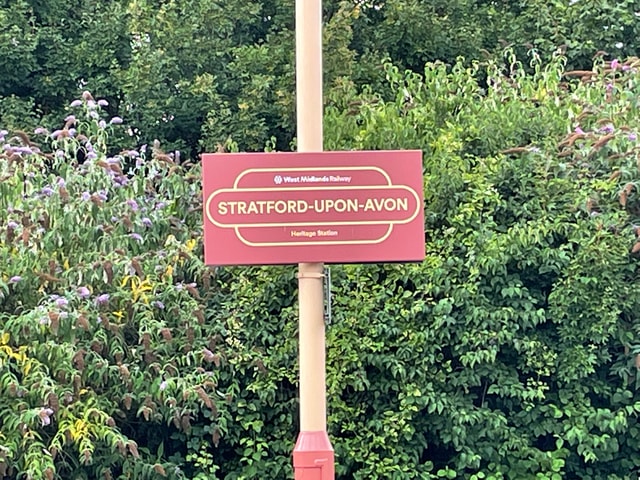 West Midlands Railway
STRATFORD-UPON-AVON
Heritage Station